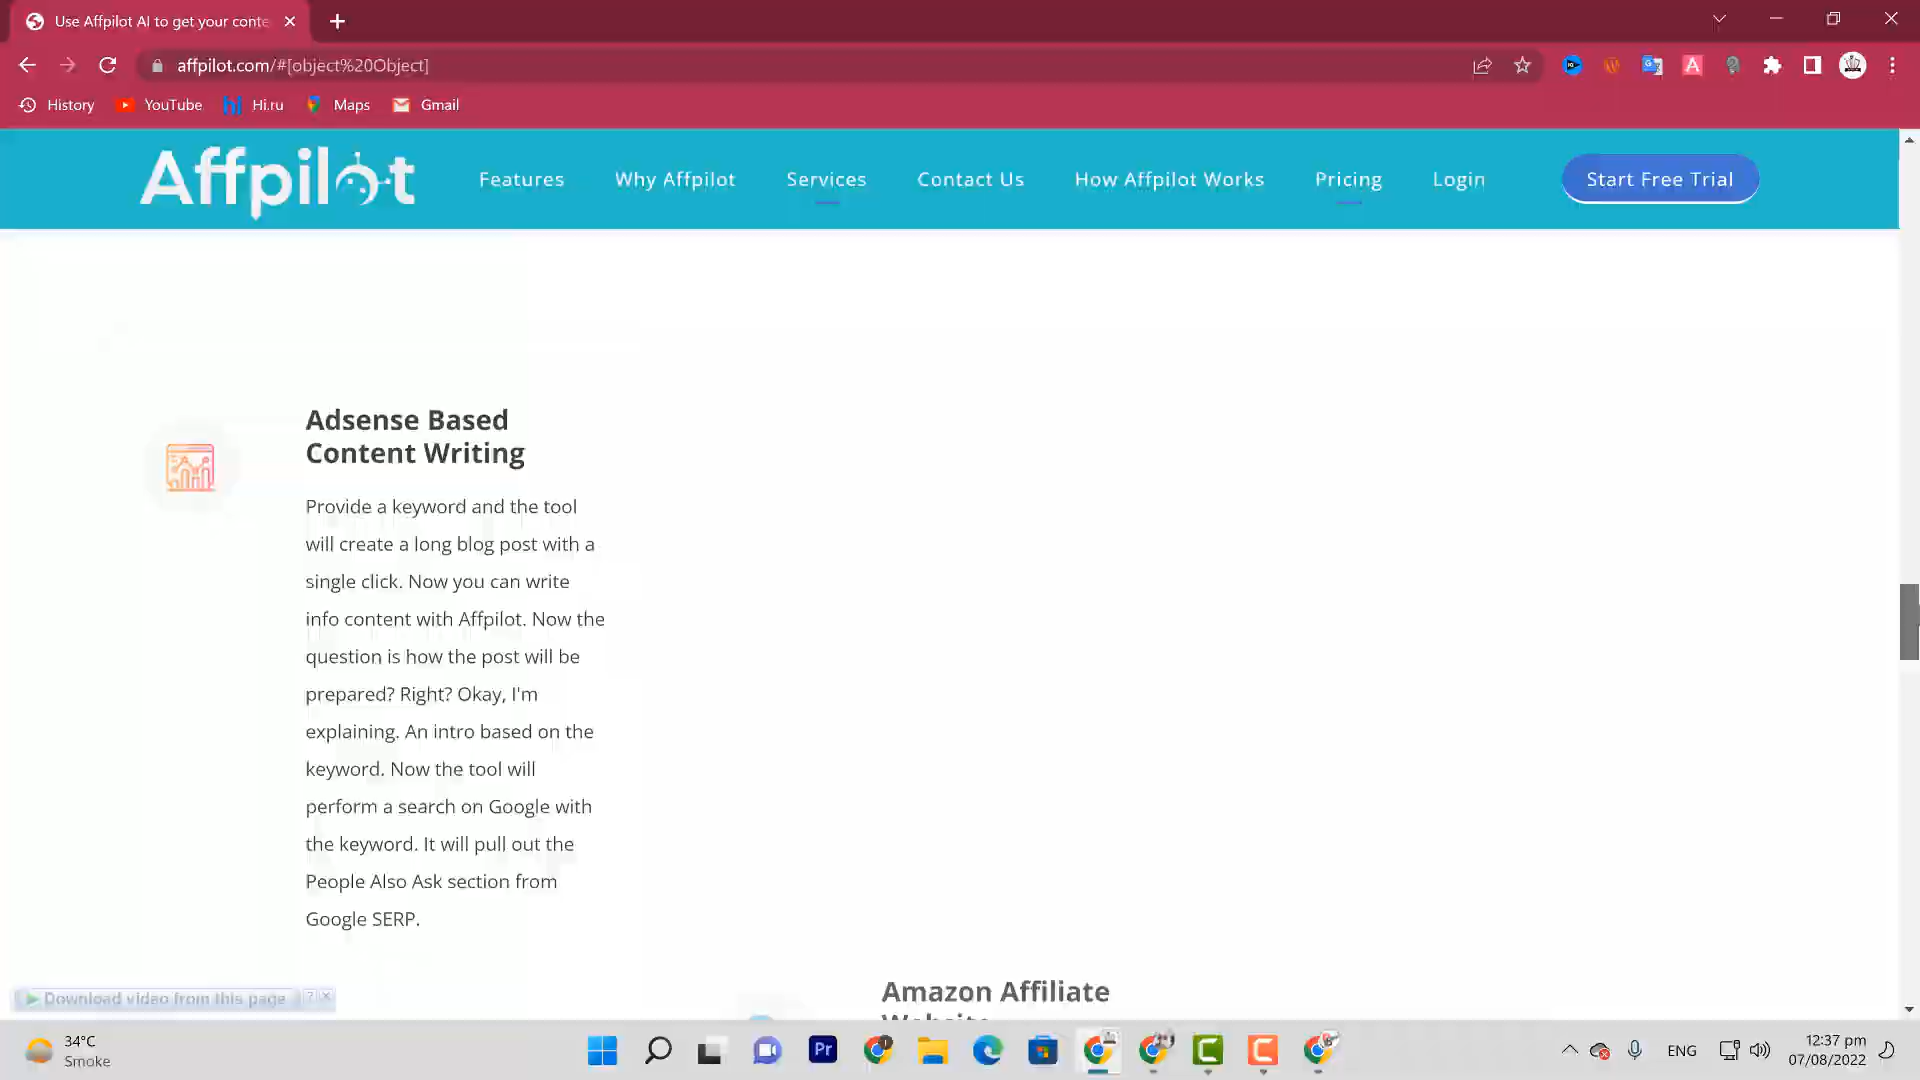 Use Affpilot AI to get your conte
affpilot.com/#[object%20Object]
History YouTube Hi.ru Maps Gmail
Affpilot Features Why Affpilot Services Contact Us How Affpilot Works Pricing Login Start Free Trial
Adsense Based
Content Writing
Provide a keyword and the tool
will create a long blog post with a
single click. Now you can write
info content with Affpilot. Now the
question is how the post will be
prepared? Right? Okay, I'm
explaining. An intro based on the
keyword. Now the tool will
perform a search on Google with
the keyword. It will pull out the
People Also Ask section from
Google SERP.
Download video from this page ?
Amazon Affiliate
Website
34°C
Smoke
Pr
ENG
12:37 pm
07/08/2022